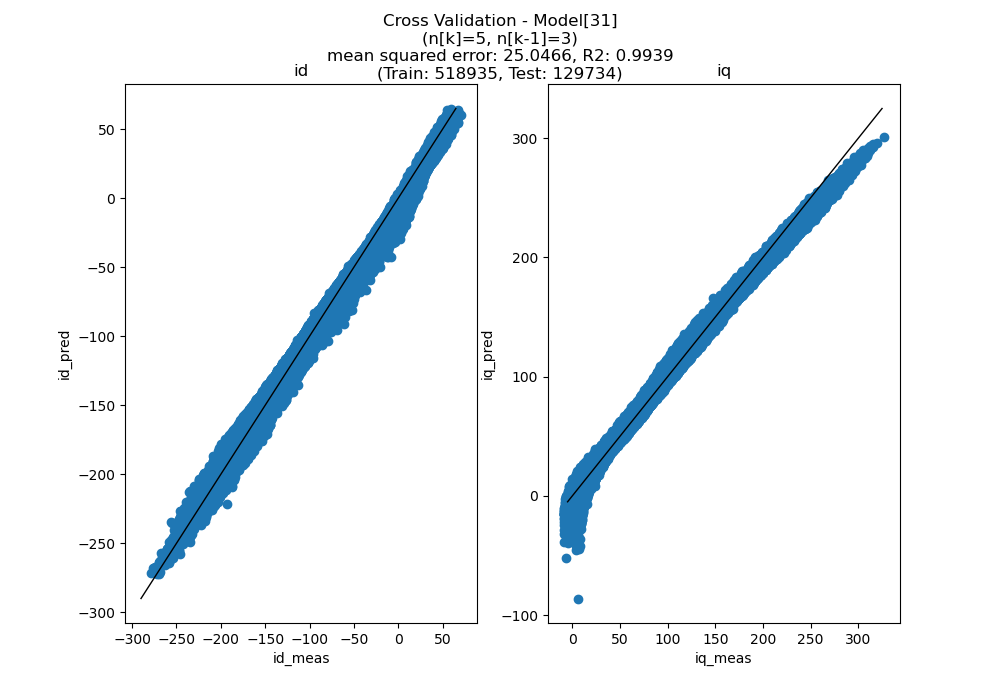 Cross Validation - Model[31]
(n[k]=5, n[k-1]=3)
mean squared error: 25.0466, R2: 0.9939
(Train: 518935, Test: 129734)
id
50
0
−50
−100
−150
−200
−250
−300
id_pred
−300 −250 −200 −150 −100 −50 0 50
id_meas
iq
300
200
100
0
−100
iq_pred
0 50 100 150 200 250 300
iq_meas